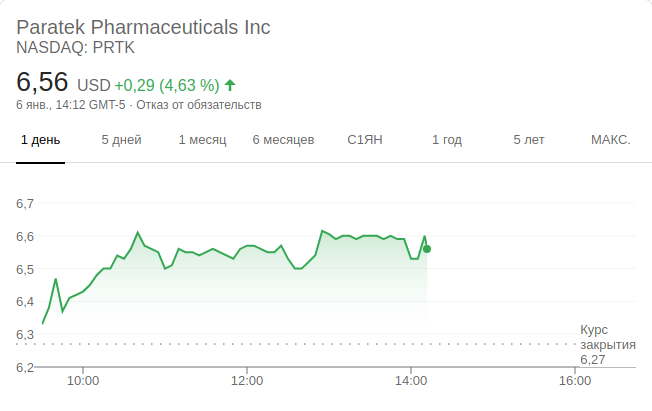 Paratek Pharmaceuticals Inc
NASDAQ: PRTK
6,56 USD +0,29 (4,63 %)
6 янв., 14:12 GMT-5 · Отказ от обязательств
1 день 5 дней 1 месяц 6 месяцев С1ЯН 1 год 5 лет МАКС.
6,7
6,6
6,5
6,4
6,3
6,2
Курс
закрытия
6,27
10:00 12:00 14:00 16:00